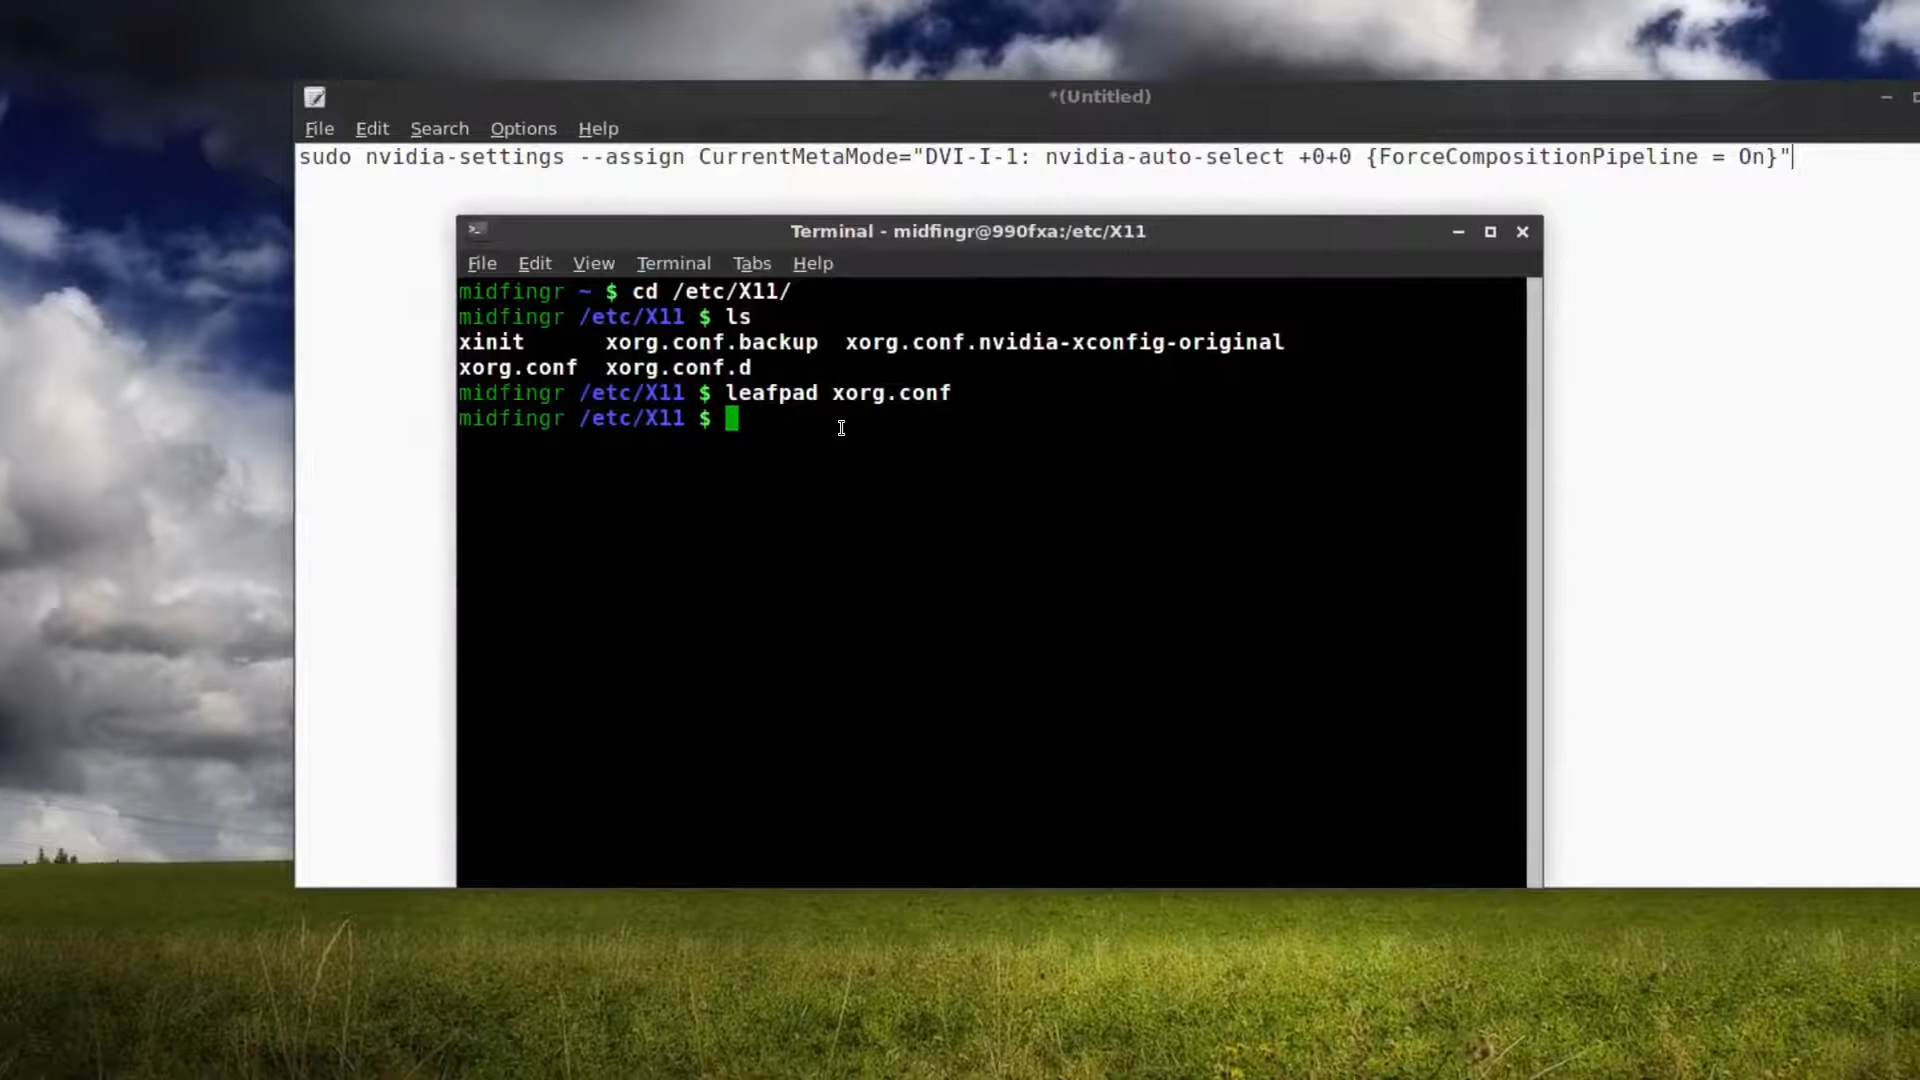 *(Untitled)
File Edit Search Options Help
sudo nvidia-settings --assign CurrentMetaMode="DVI-I-1: nvidia-auto-select +0+0 {ForceCompositionPipeline = On}"
Terminal - midfingr@990fxa:/etc/X11
File Edit View Terminal Tabs Help
midfingr ~ $ cd /etc/X11/
midfingr /etc/X11 $ ls
xinit xorg.conf.backup xorg.conf.nvidia-xconfig-original
xorg.conf xorg.conf.d
midfingr /etc/X11 $ leafpad xorg.conf
midfingr /etc/X11 $